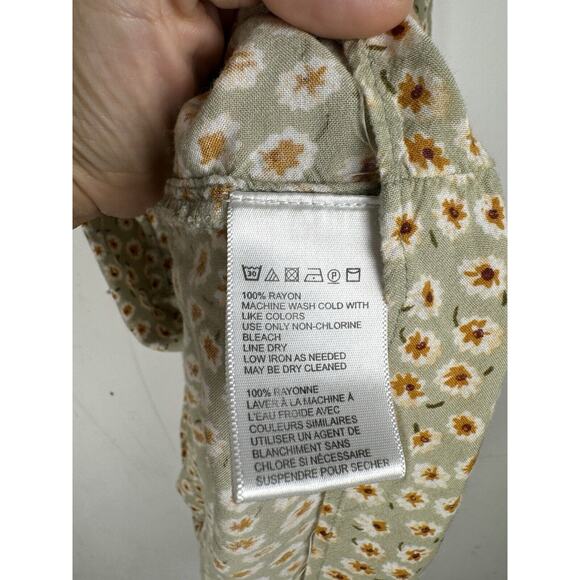 30
P
100% RAYON
MACHINE WASH COLD WITH
LIKE COLORS
USE ONLY NON-CHLORINE
BLEACH
LINE DRY
LOW IRON AS NEEDED
MAY BE DRY CLEANED
100% RAYONNE
LAVER À LA MACHINE À
L'EAU FROIDE AVEC
COULEURS SIMILAIRES
UTILISER UN AGENT DE
BLANCHIMENT SANS
CHLORE SI NÉCESSAIRE
SUSPENDRE POUR SECHER